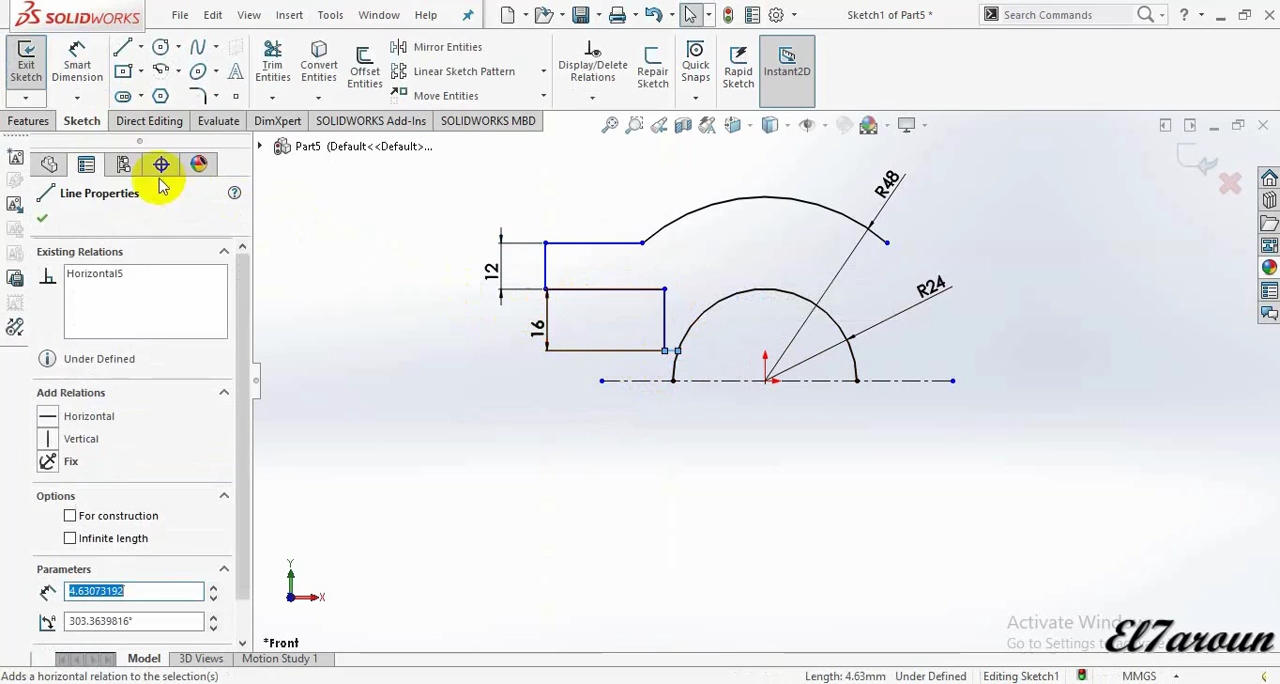 SOLIDWORKS
File Edit View Insert Tools Window Help
Sketch1 of Part5 *
Search Commands
?
Exit Sketch
Smart Dimension
Trim Entities
Convert Entities
Offset Entities
Mirror Entities
Linear Sketch Pattern
Move Entities
Display/Delete Relations
Repair Sketch
Quick Snaps
Rapid Sketch
Instant2D
Features Sketch Direct Editing Evaluate DimXpert SOLIDWORKS Add-Ins SOLIDWORKS MBD
Part5 (Default<<Default>...
Line Properties
?
Existing Relations
Horizontal5
Under Defined
Add Relations
Horizontal
Vertical
Fix
Options
For construction
Infinite length
Parameters
4.63073192
303.3639816°
12
16
R48
R24
Y
X
*Front
Activate Wind
Go to Settings to a
El7aroun
Model 3D Views Motion Study 1
Adds a horizontal relation to the selection(s)
Length: 4.63mm Under Defined Editing Sketch1 MMGS